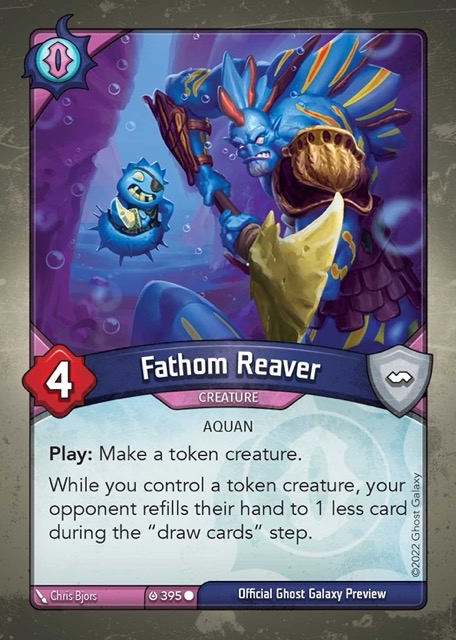 Fathom Reaver
4
CREATURE
AQUAN
Play: Make a token creature.
While you control a token creature, your
opponent refills their hand to 1 less card
during the “draw cards” step.
©2022 Ghost Galaxy
Chris Bjors
395
Official Ghost Galaxy Preview